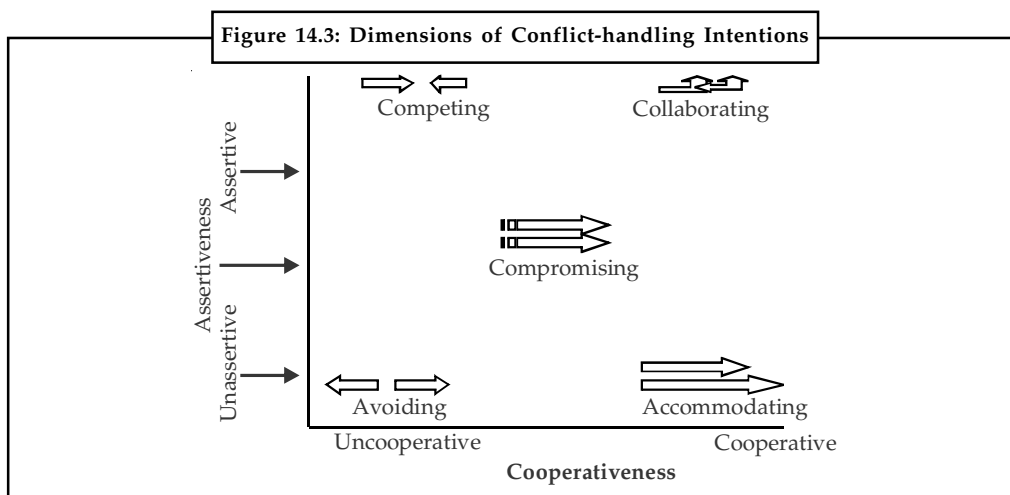 Figure 14.3: Dimensions of Conflict-handling Intentions
Competing
Collaborating
Assertive
Assertiveness
Unassertive
Compromising
Avoiding
Accommodating
Uncooperative
Cooperative
Cooperativeness